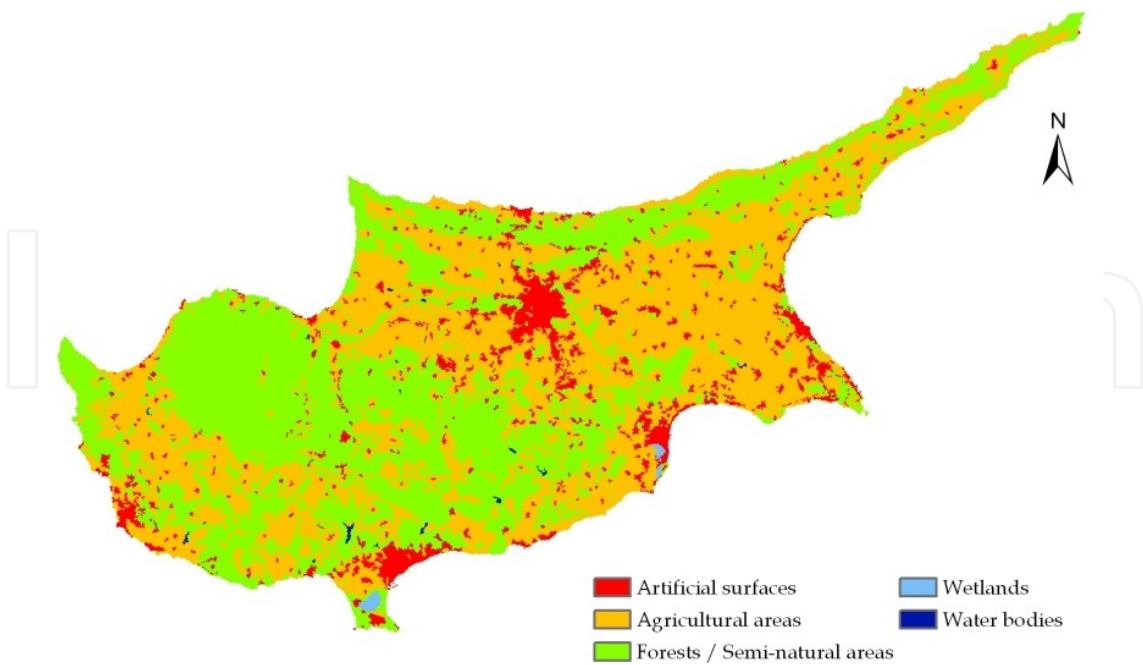 N
Artificial surfaces
Wetlands
Agricultural areas
Water bodies
Forests / Semi-natural areas